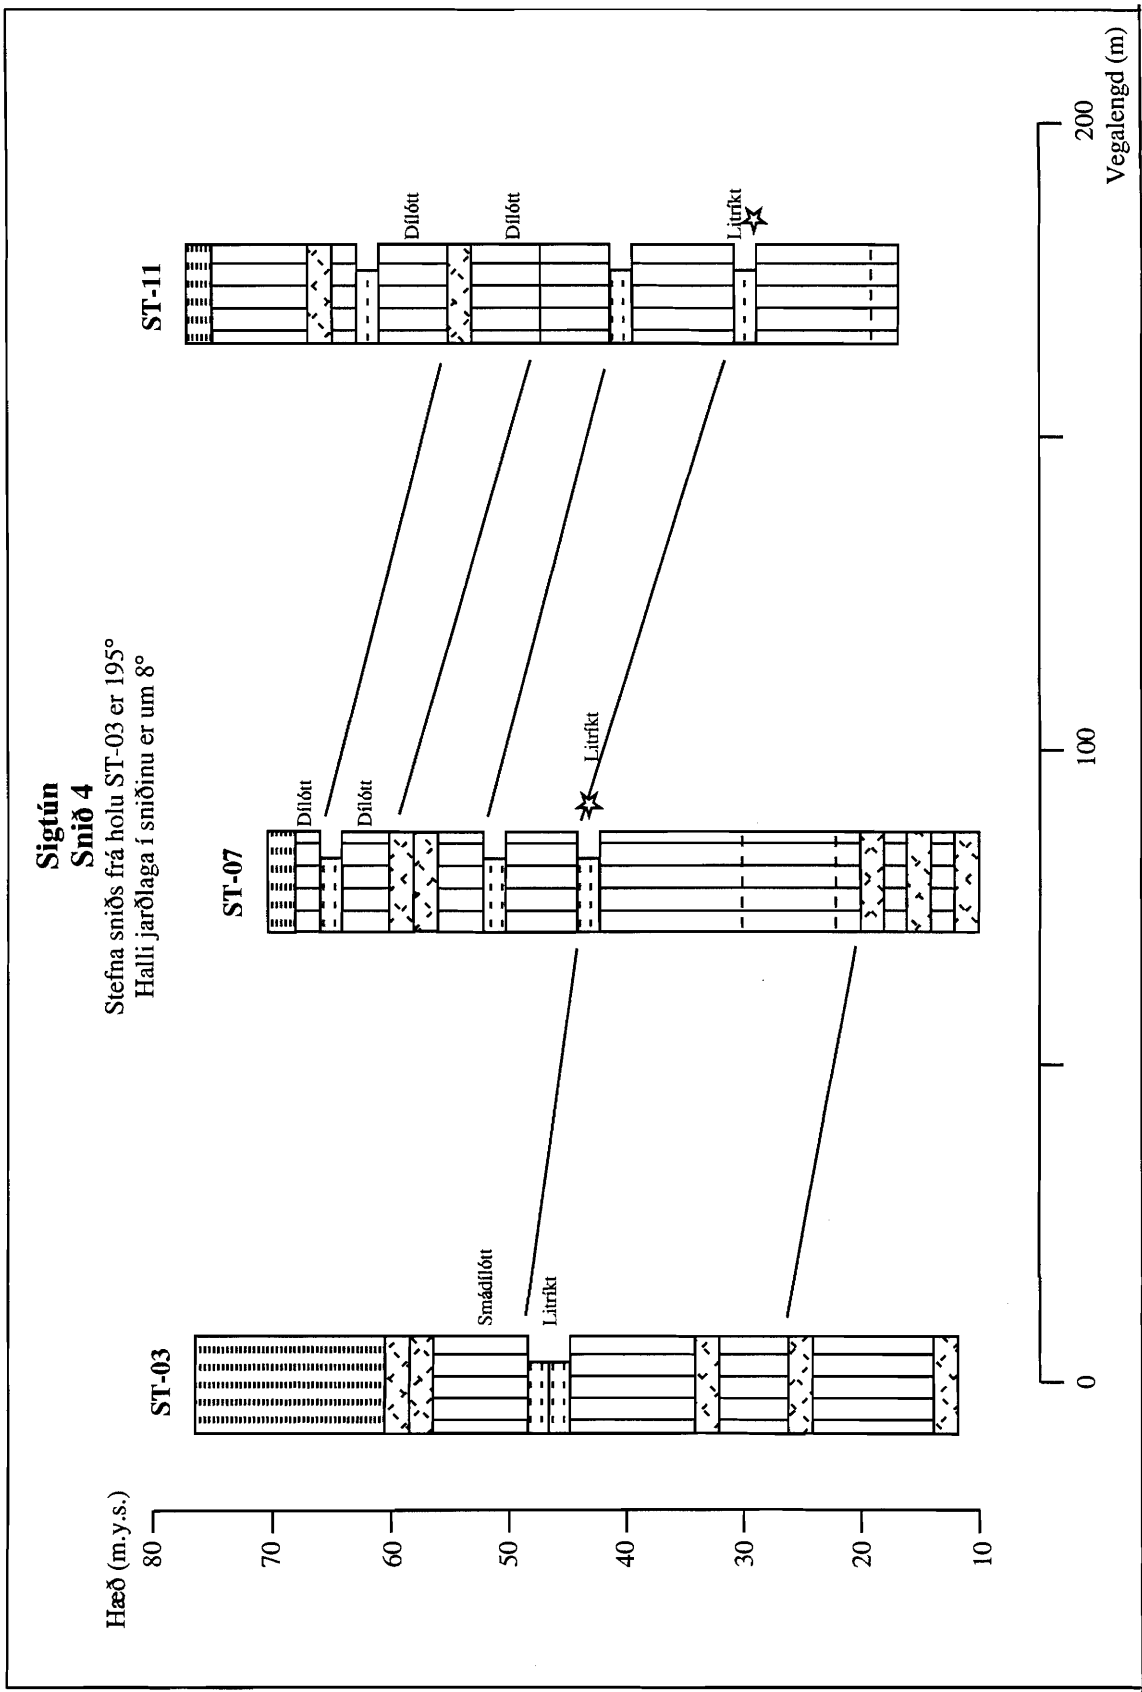 Sigtún
Snið 4
Stefna sniðs frá holu ST-03 er 195°
Halli jarðlaga í sniðinu er um 8°
Hæð (m.y.s.)
80
70
60
50
40
30
20
10
ST-03
Smádílótt
Litríkt
ST-07
Dílótt
Dílótt
Litríkt
ST-11
Dílótt
Dílótt
Litríkt
0
100
200
Vegalengd (m)